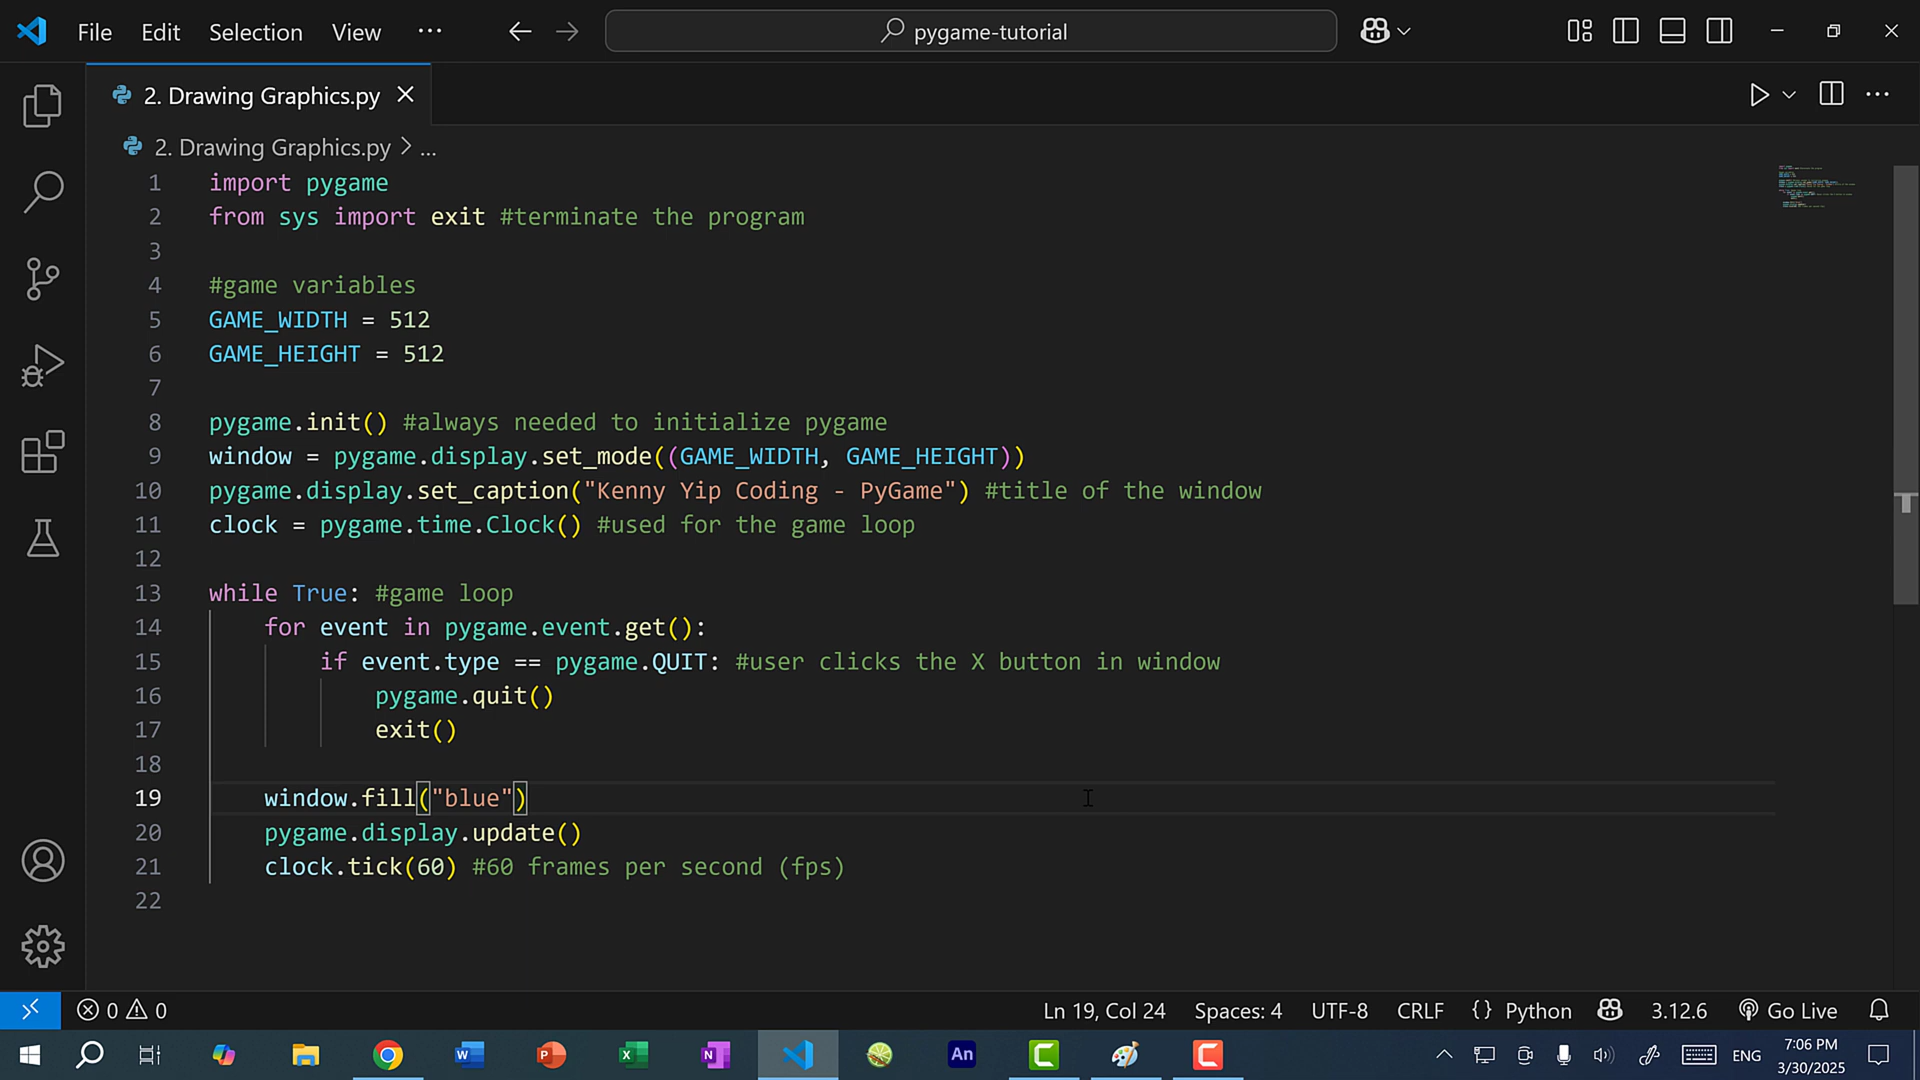 File Edit Selection View ··· pygame-tutorial
2. Drawing Graphics.py
2. Drawing Graphics.py > ...
1 import pygame
2 from sys import exit #terminate the program
3
4 #game variables
5 GAME_WIDTH = 512
6 GAME_HEIGHT = 512
7
8 pygame.init() #always needed to initialize pygame
9 window = pygame.display.set_mode((GAME_WIDTH, GAME_HEIGHT))
10 pygame.display.set_caption("Kenny Yip Coding - PyGame") #title of the window
11 clock = pygame.time.Clock() #used for the game loop
12
13 while True: #game loop
14     for event in pygame.event.get():
15         if event.type == pygame.QUIT: #user clicks the X button in window
16             pygame.quit()
17             exit()
18
19     window.fill("blue")
20     pygame.display.update()
21     clock.tick(60) #60 frames per second (fps)
22
0 0 Ln 19, Col 24 Spaces: 4 UTF-8 CRLF {} Python 3.12.6 Go Live
An ENG 7:06 PM
3/30/2025